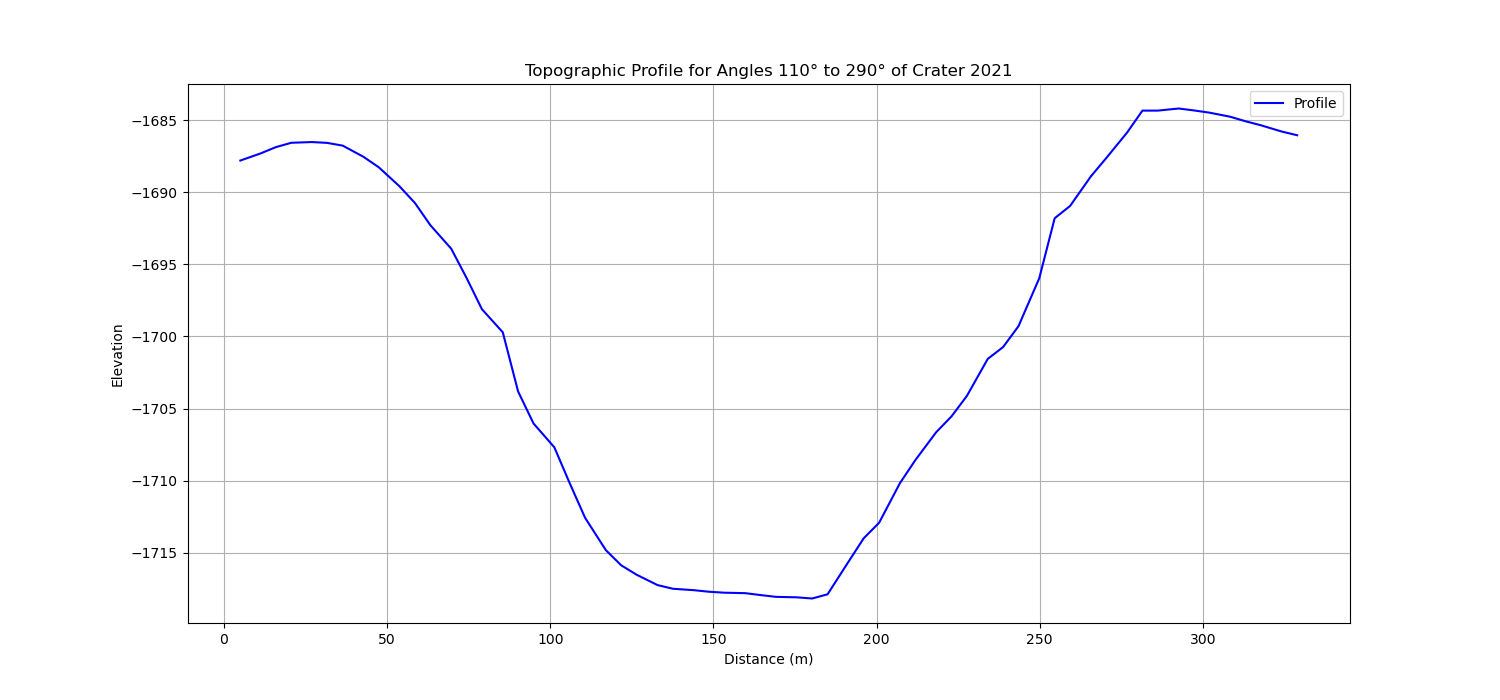 Topographic Profile for Angles 110° to 290° of Crater 2021
Profile
Elevation
−1685
−1690
−1695
−1700
−1705
−1710
−1715
0 50 100 150 200 250 300
Distance (m)